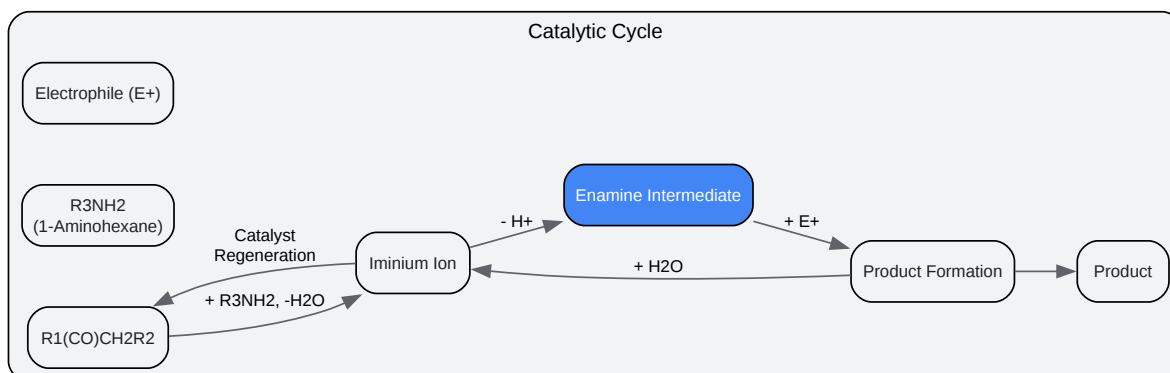 Catalytic Cycle
Electrophile (E+)
R3NH2
(1-Aminohexane)
Enamine Intermediate
- H+
+ E+
Catalyst
Regeneration
Iminium Ion
+ H2O
Product Formation
Product
+ R3NH2, -H2O
R1(CO)CH2R2